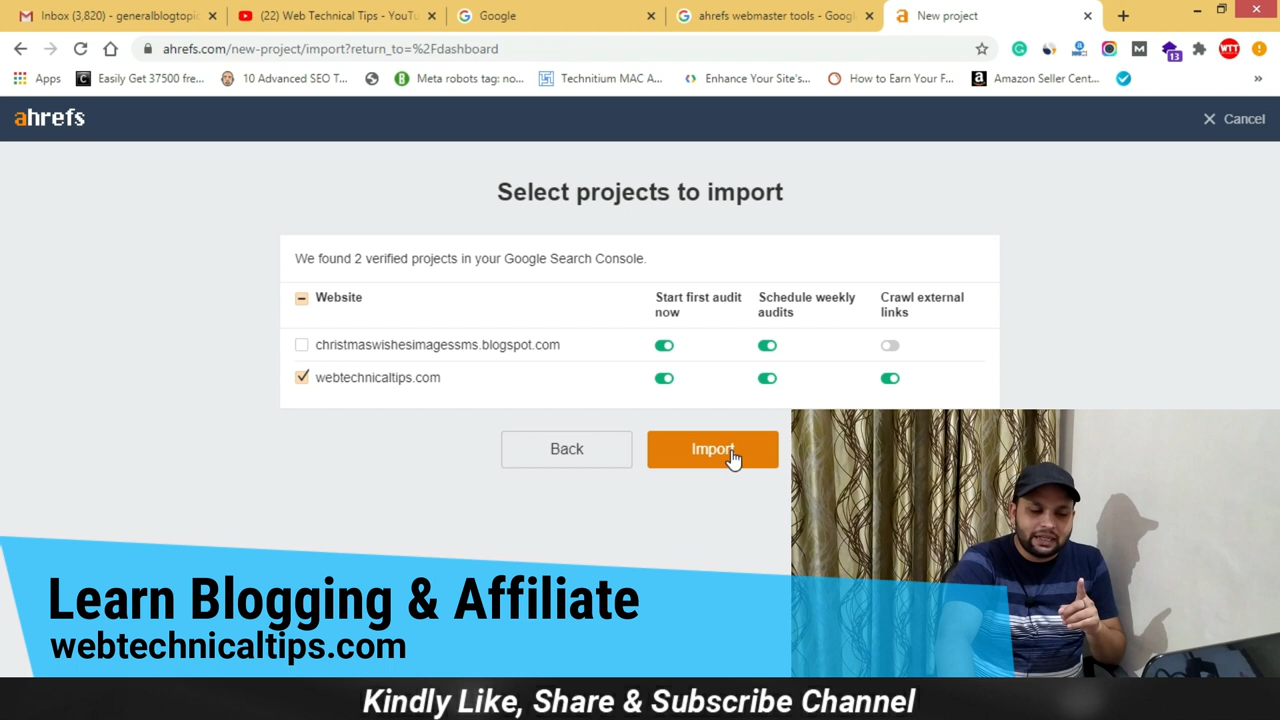 Inbox (3,820) - generalblogtopic
(22) Web Technical Tips - YouTu
Google
ahrefs webmaster tools - Googl
New project
ahrefs.com/new-project/import?return_to=%2Fdashboard
Apps
Easily Get 37500 fre...
10 Advanced SEO T...
Meta robots tag: no...
Technitium MAC A...
Enhance Your Site's...
How to Earn Your F...
Amazon Seller Cent...
13
WTT
ahrefs
Cancel
Select projects to import
We found 2 verified projects in your Google Search Console.
Website
Start first audit now
Schedule weekly audits
Crawl external links
christmaswishesimagessms.blogspot.com
webtechnicaltips.com
Back
Import
Learn Blogging & Affiliate
webtechnicaltips.com
Kindly Like, Share & Subscribe Channel